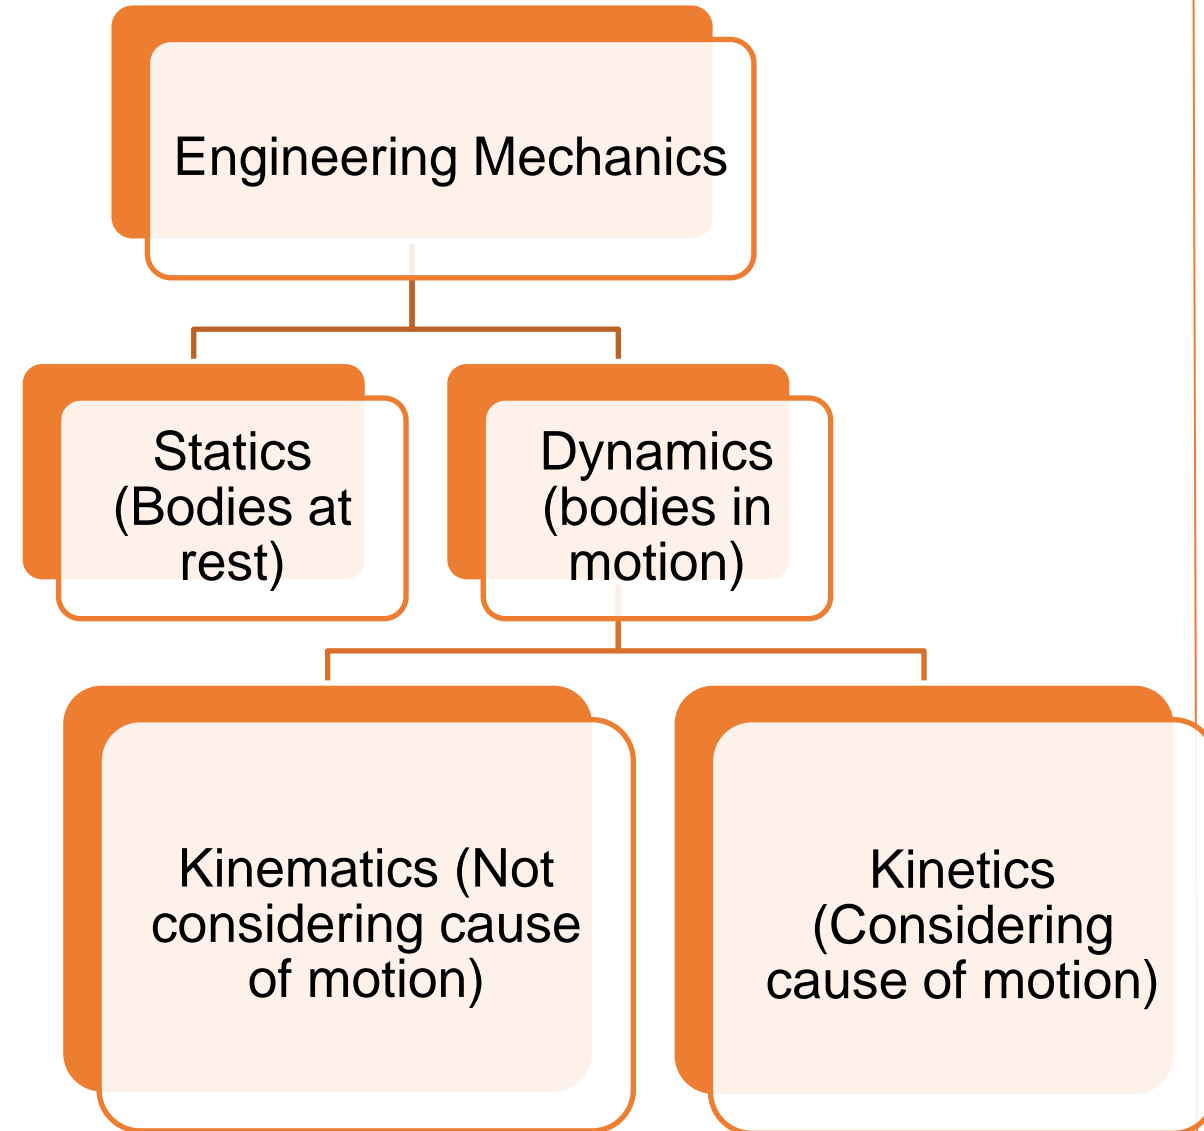 Engineering Mechanics
Statics
(Bodies at
rest)
Dynamics
(bodies in
motion)
Kinematics (Not
considering cause
of motion)
Kinetics
(Considering
cause of motion)